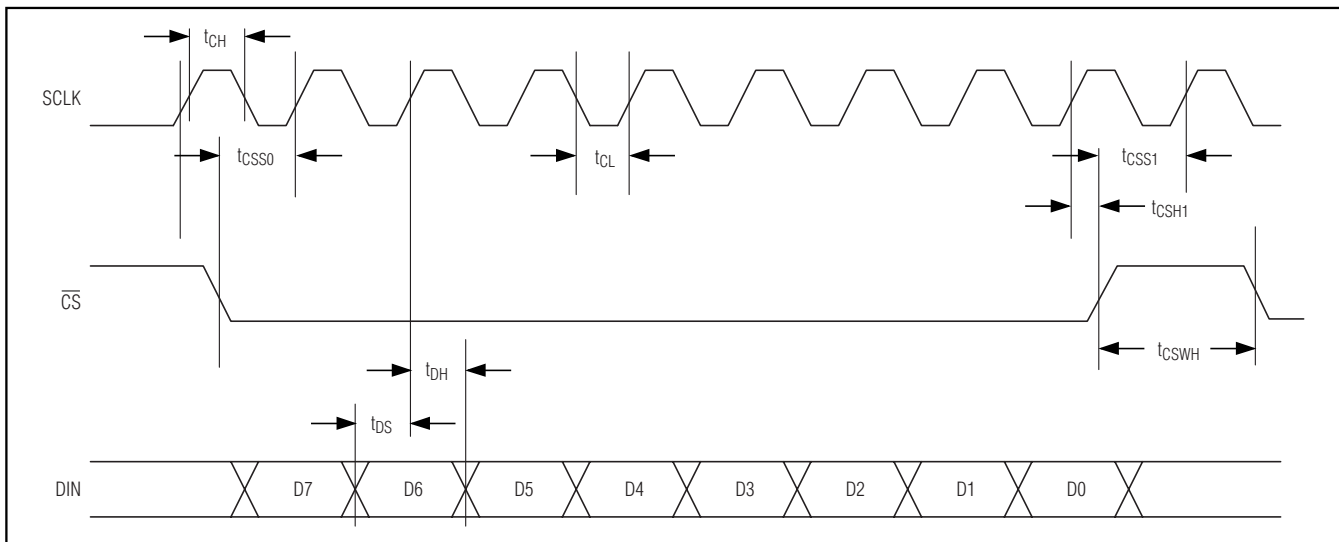 tCH
SCLK
tCSS0
tCL
tCSS1
tCSH1
CS
tCSWH
tDH
tDS
DIN
D7
D6
D5
D4
D3
D2
D1
D0